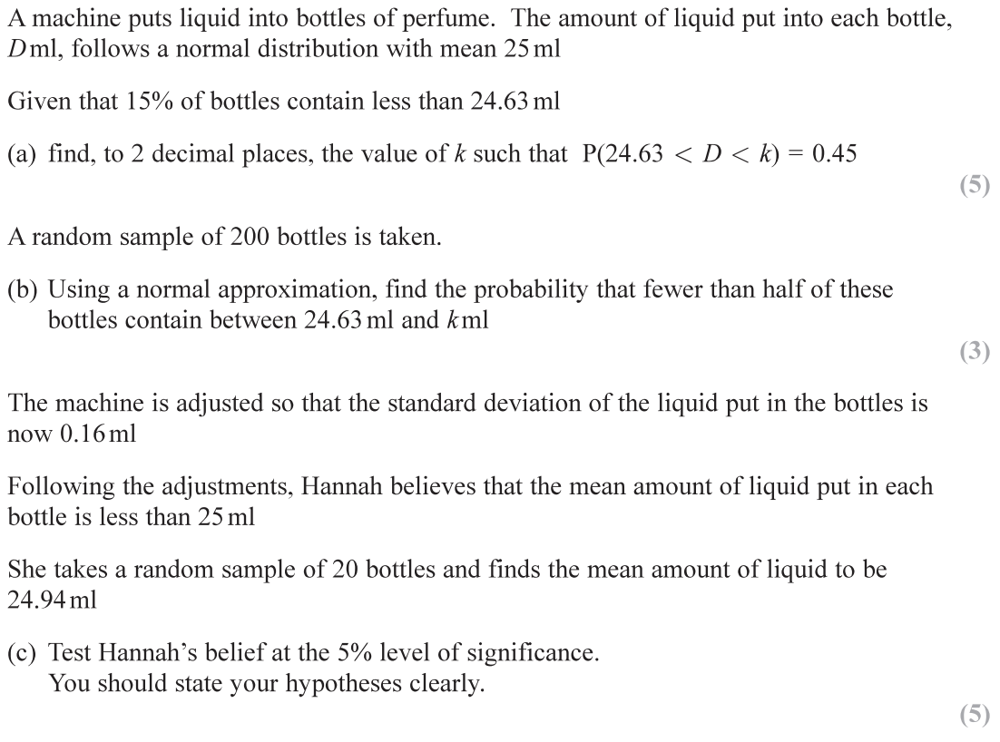 A machine puts liquid into bottles of perfume. The amount of liquid put into each bottle,
D ml, follows a normal distribution with mean 25 ml
Given that 15% of bottles contain less than 24.63 ml
(a) find, to 2 decimal places, the value of k such that P(24.63 < D < k) = 0.45
(5)
A random sample of 200 bottles is taken.
(b) Using a normal approximation, find the probability that fewer than half of these
bottles contain between 24.63 ml and k ml
(3)
The machine is adjusted so that the standard deviation of the liquid put in the bottles is
now 0.16 ml
Following the adjustments, Hannah believes that the mean amount of liquid put in each
bottle is less than 25 ml
She takes a random sample of 20 bottles and finds the mean amount of liquid to be
24.94 ml
(c) Test Hannah’s belief at the 5% level of significance.
You should state your hypotheses clearly.
(5)